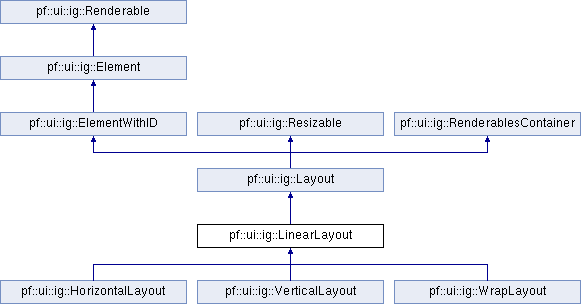 pf::ui::ig::Renderable
pf::ui::ig::Element
pf::ui::ig::ElementWithID
pf::ui::ig::Resizable
pf::ui::ig::RenderablesContainer
pf::ui::ig::Layout
pf::ui::ig::LinearLayout
pf::ui::ig::HorizontalLayout
pf::ui::ig::VerticalLayout
pf::ui::ig::WrapLayout